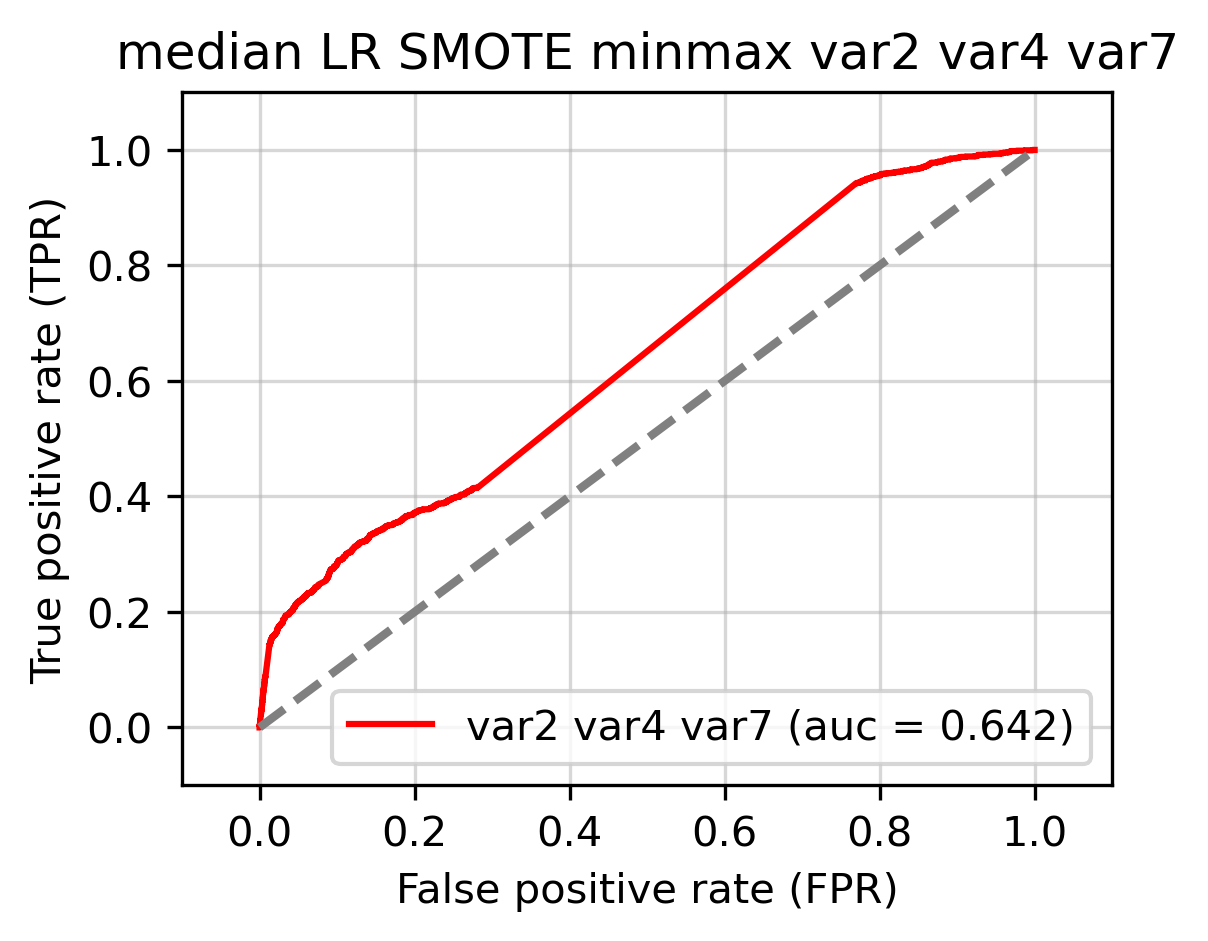 median LR SMOTE minmax var2 var4 var7
True positive rate (TPR)
1.0
0.8
0.6
0.4
0.2
0.0
var2 var4 var7 (auc = 0.642)
0.0 0.2 0.4 0.6 0.8 1.0
False positive rate (FPR)